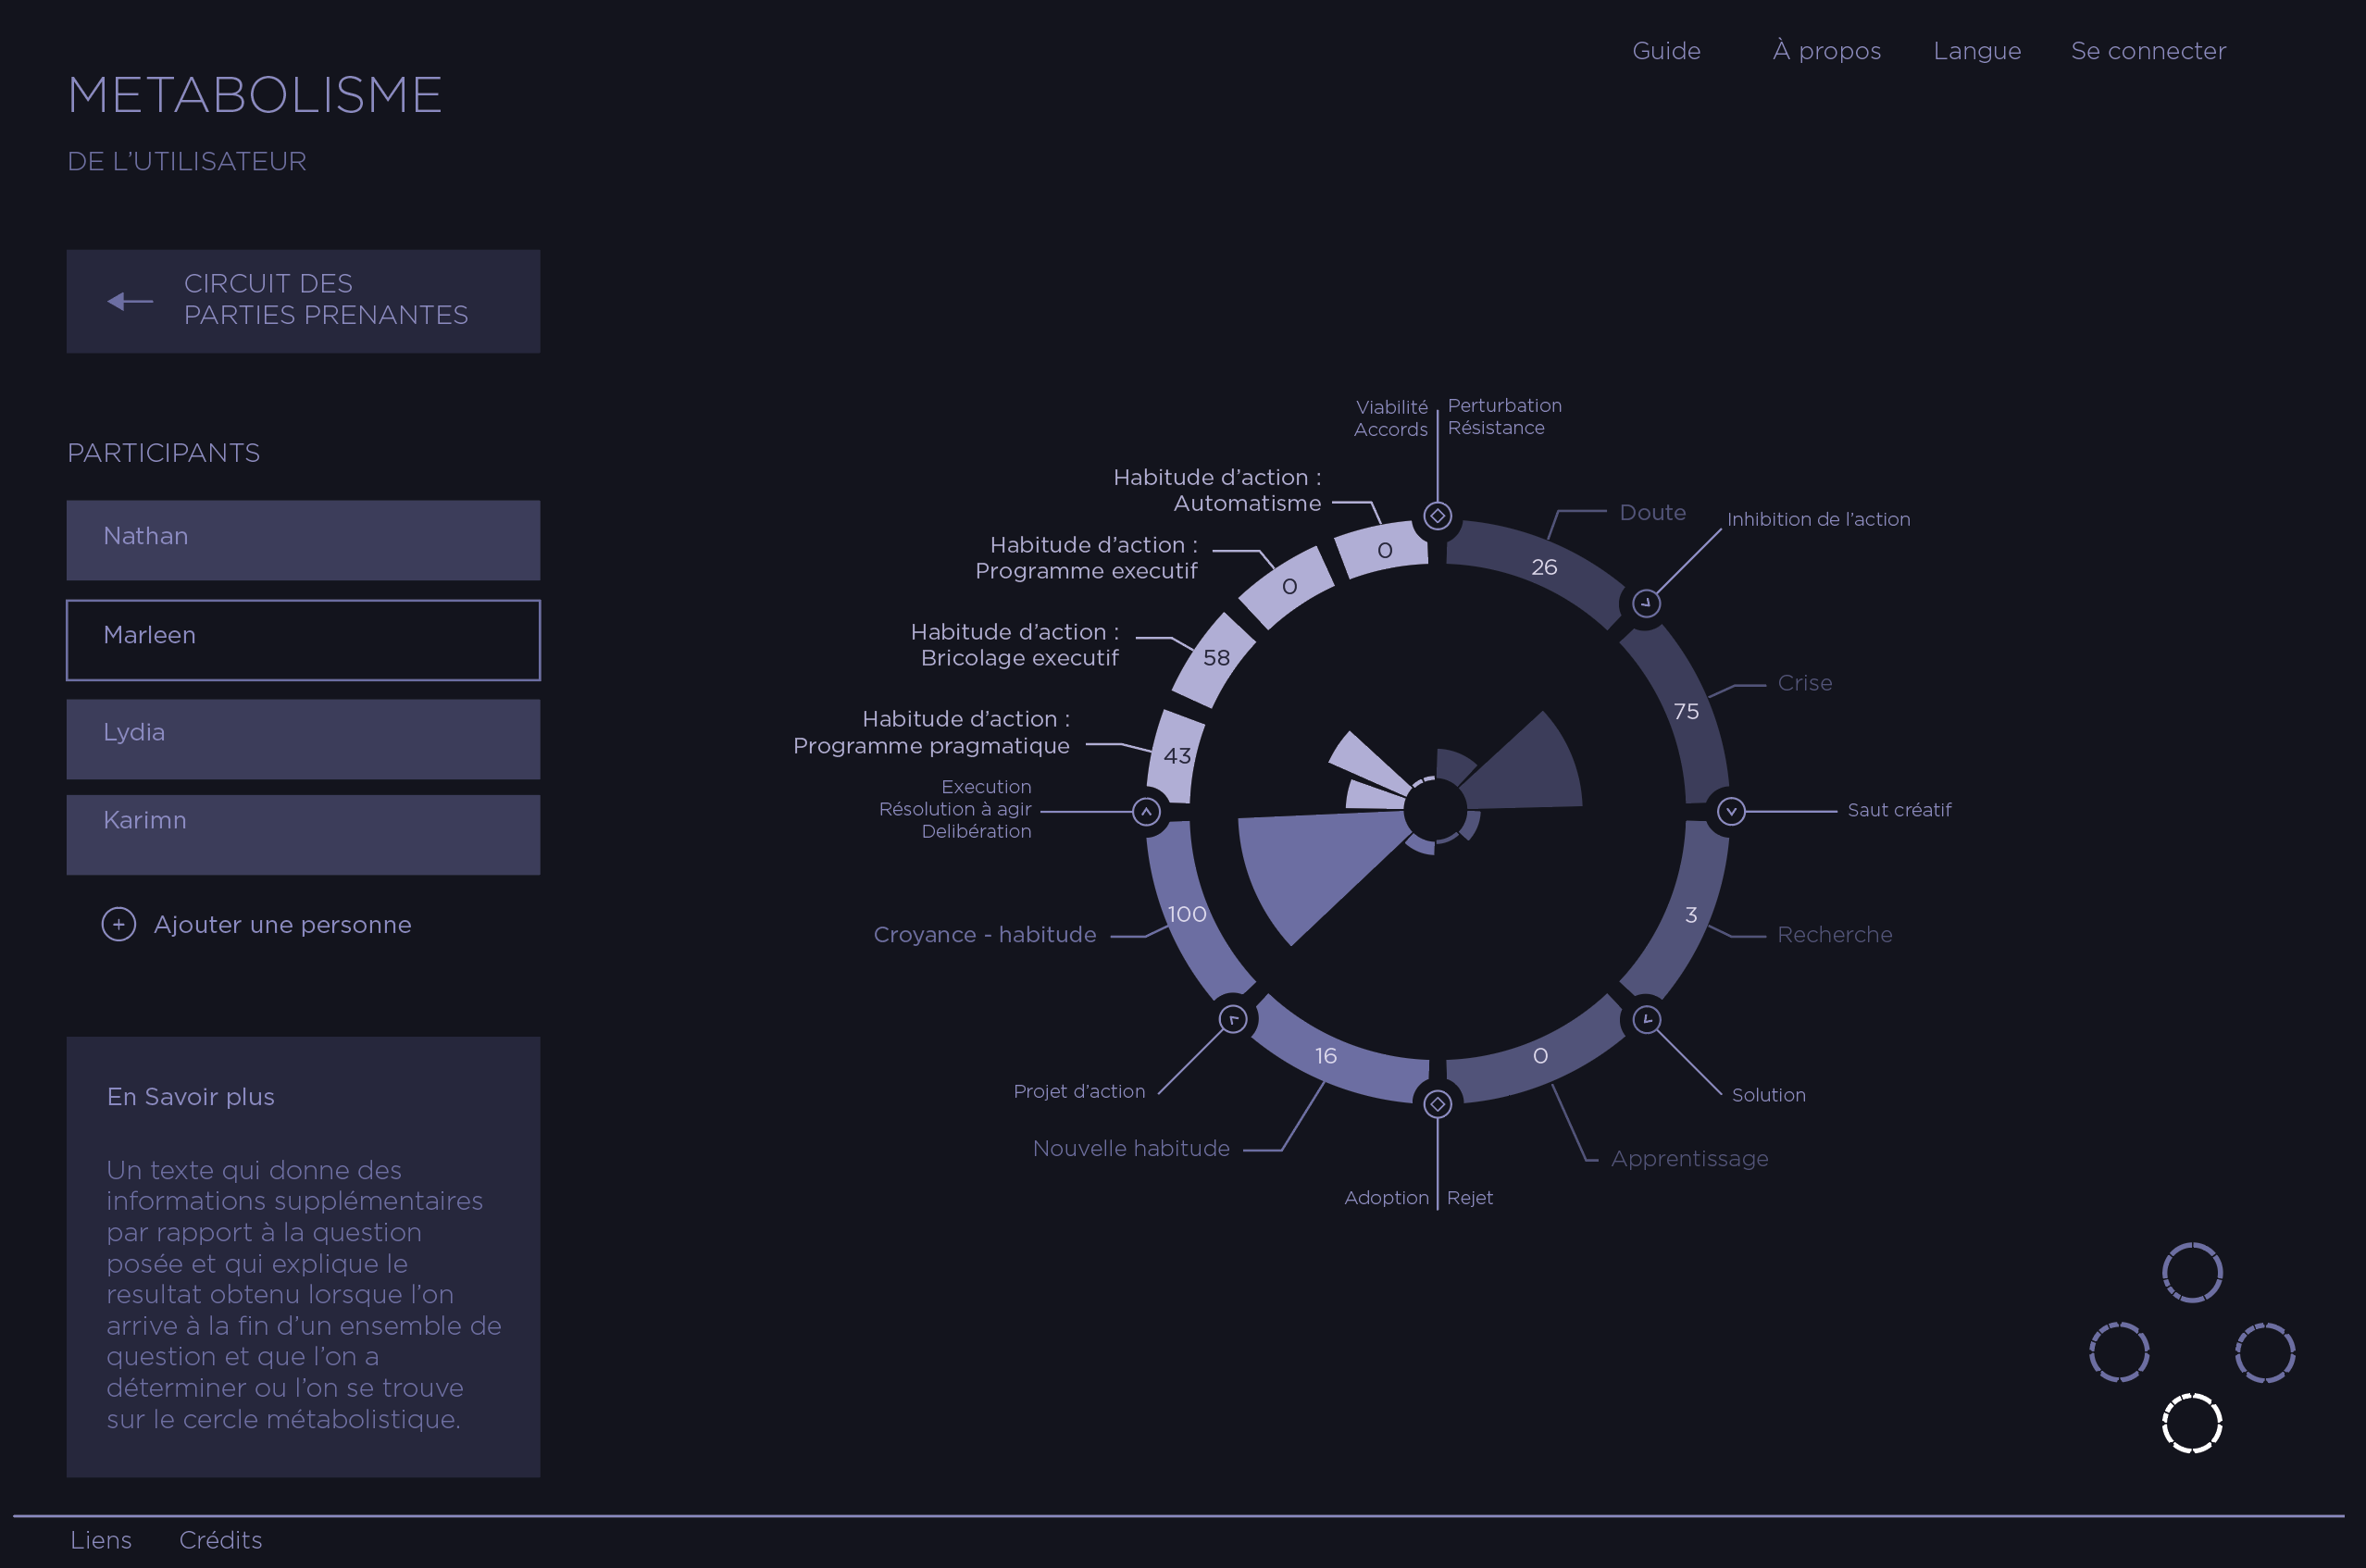 Guide
À propos
Langue
Se connecter
METABOLISME
DE L’UTILISATEUR
CIRCUIT DES
PARTIES PRENANTES
PARTICIPANTS
Nathan
Marleen
Lydia
Karimn
Ajouter une personne
En Savoir plus
Un texte qui donne des
informations supplémentaires
par rapport à la question
posée et qui explique le
resultat obtenu lorsque l’on
arrive à la fin d’un ensemble de
question et que l’on a
déterminer ou l’on se trouve
sur le cercle métabolistique.
Viabilité
Accords
Perturbation
Résistance
Habitude d’action :
Automatisme
0
Doute
26
Inhibition de l’action
Habitude d’action :
Programme executif
0
Habitude d’action :
Bricolage executif
58
Crise
75
Habitude d’action :
Programme pragmatique
43
Execution
Résolution à agir
Delibération
Saut créatif
Croyance - habitude
100
3
Recherche
16
0
Projet d’action
Solution
Nouvelle habitude
Apprentissage
Adoption
Rejet
Liens
Crédits